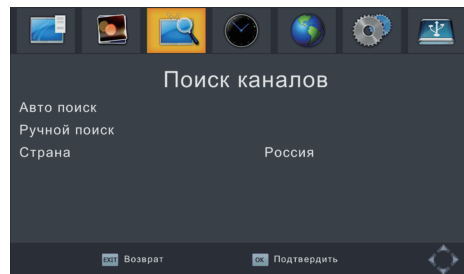 Поиск каналов
Авто поиск
Ручной поиск
Страна Россия
EXIT Возврат OK Подтвердить